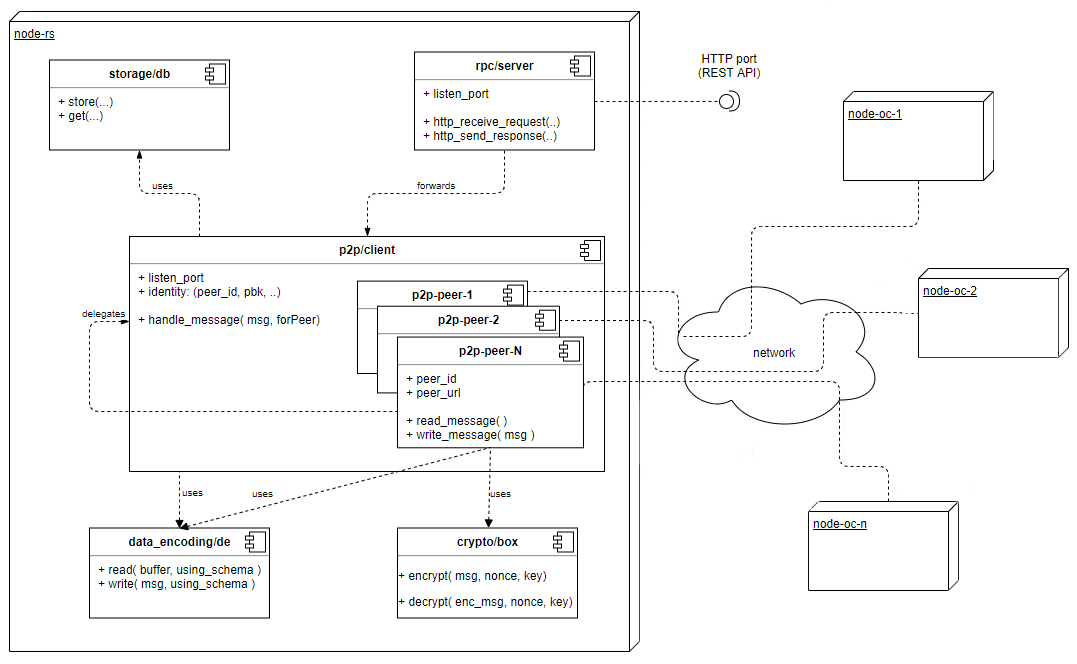 node-rs
storage/db
+ store(...)
+ get(...)
rpc/server
+ listen_port
+ http_receive_request(..)
+ http_send_response(..)
HTTP port
(REST API)
node-oc-1
uses
forwards
p2p/client
+ listen_port
+ identity: (peer_id, pbk, ..)
+ handle_message( msg, forPeer)
delegates
p2p-peer-1
p2p-peer-2
p2p-peer-N
+ peer_id
+ peer_url
+ read_message( )
+ write_message( msg )
network
node-oc-2
uses
uses
uses
data_encoding/de
+ read( buffer, using_schema )
+ write( msg, using_schema )
crypto/box
+ encrypt( msg, nonce, key)
+ decrypt( enc_msg, nonce, key)
node-oc-n